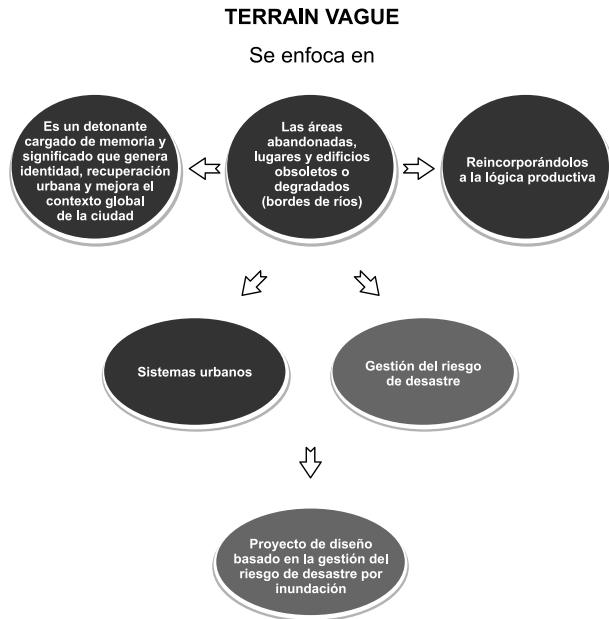 TERRAIN VAGUE
Se enfoca en
Es un detonante
cargado de memoria y
significado que genera
identidad, recuperación
urbana y mejora el
contexto global
de la ciudad
Las áreas
abandonadas,
lugares y edificios
obsoletos o
degradados
(bordes de ríos)
Reincorporándolos
a la lógica productiva
Sistemas urbanos
Gestión del riesgo
de desastre
Proyecto de diseño
basado en la gestión del
riesgo de desastre por
inundación